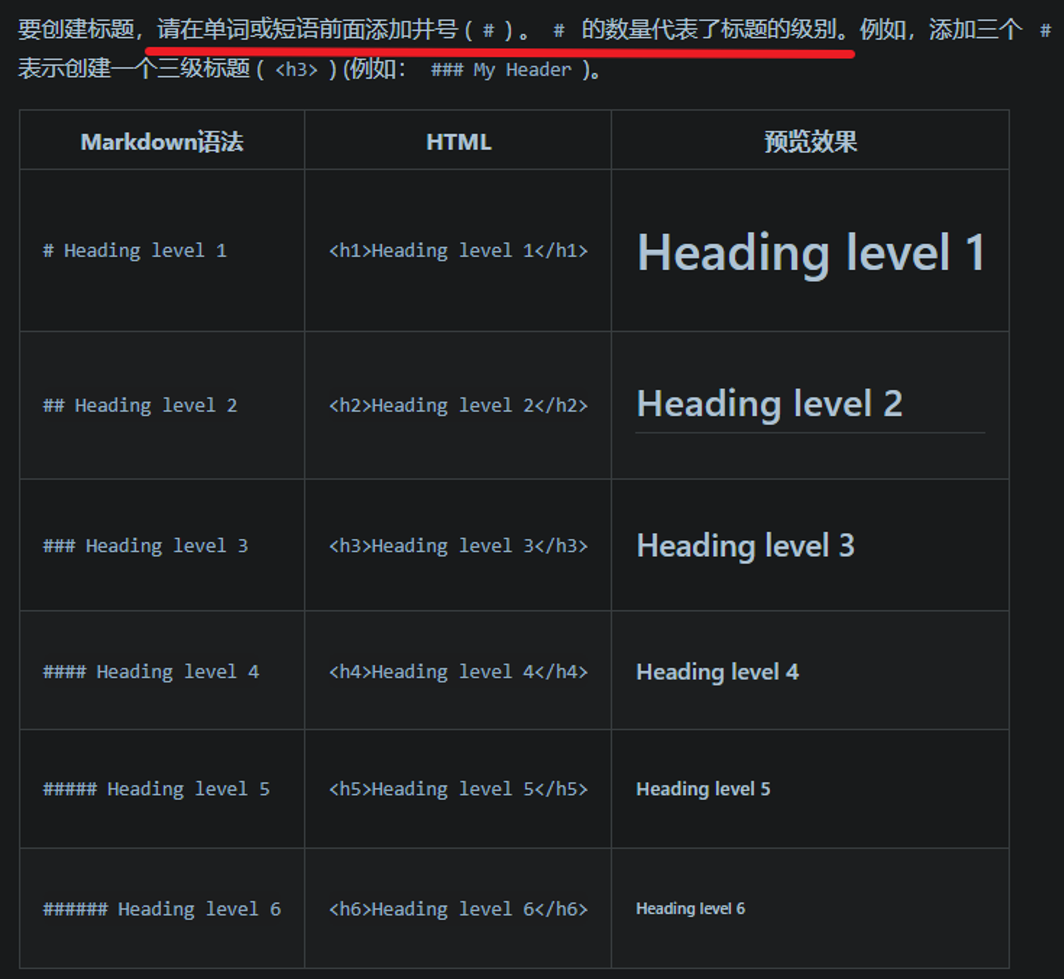 要创建标题，请在单词或短语前面添加井号 ( # ) 。 # 的数量代表了标题的级别。例如，添加三个 #
表示创建一个三级标题 ( <h3> ) (例如： ### My Header )。
Markdown语法 HTML 预览效果
# Heading level 1 <h1>Heading level 1</h1> Heading level 1
## Heading level 2 <h2>Heading level 2</h2> Heading level 2
### Heading level 3 <h3>Heading level 3</h3> Heading level 3
#### Heading level 4 <h4>Heading level 4</h4> Heading level 4
##### Heading level 5 <h5>Heading level 5</h5> Heading level 5
###### Heading level 6 <h6>Heading level 6</h6> Heading level 6